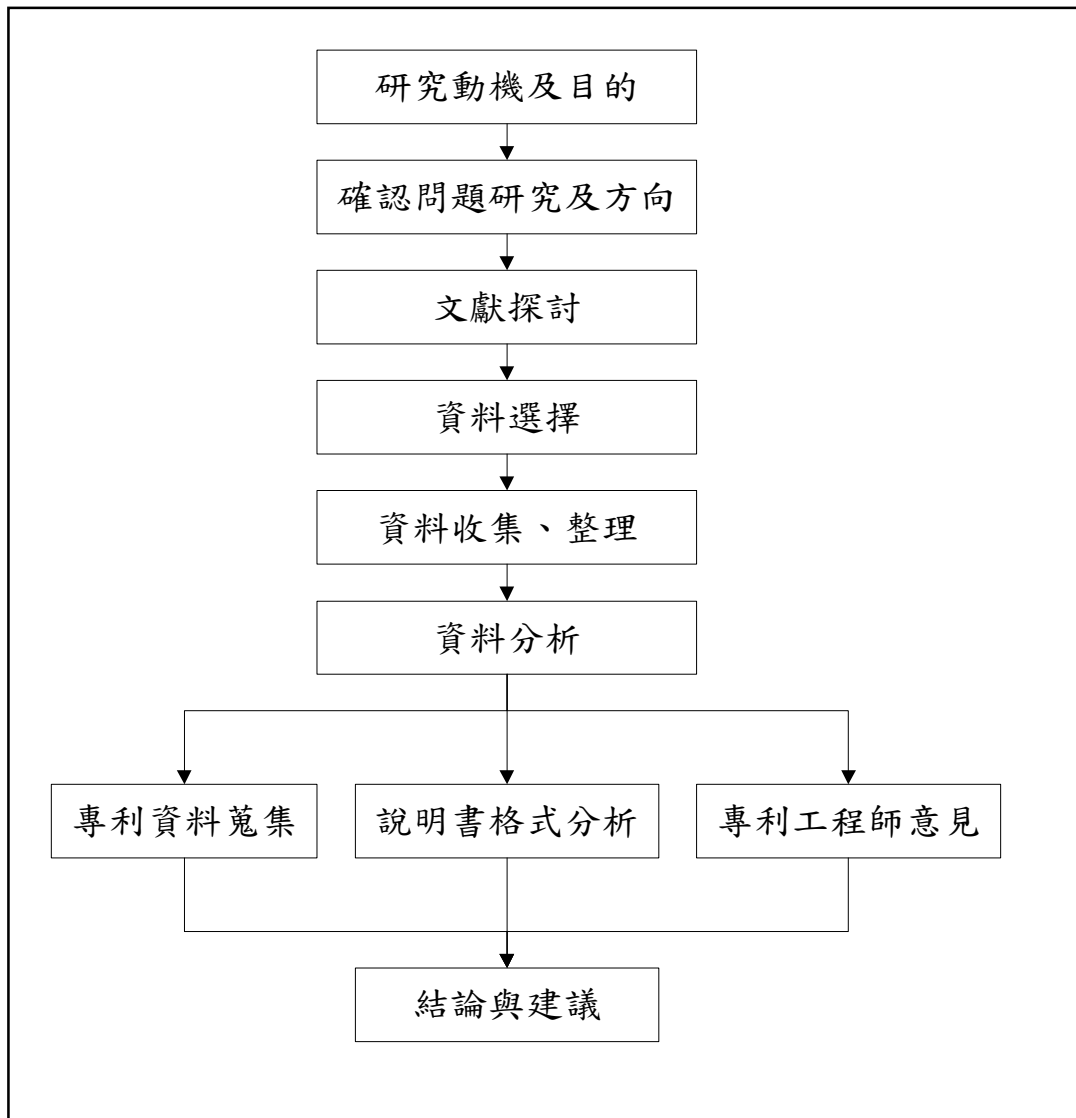 研究動機及目的
確認問題研究及方向
文獻探討
資料選擇
資料收集、整理
資料分析
專利資料蒐集
說明書格式分析
專利工程師意見
結論與建議